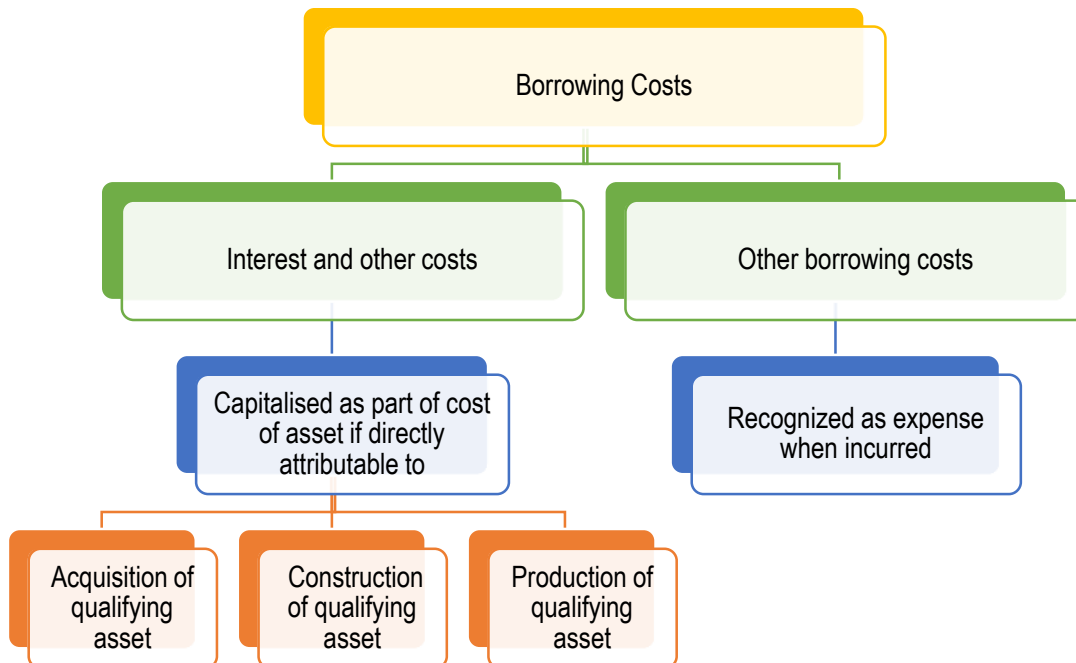 Borrowing Costs
Interest and other costs
Other borrowing costs
Capitalised as part of cost
of asset if directly
attributable to
Recognized as expense
when incurred
Acquisition of
qualifying
asset
Construction
of qualifying
asset
Production of
qualifying
asset